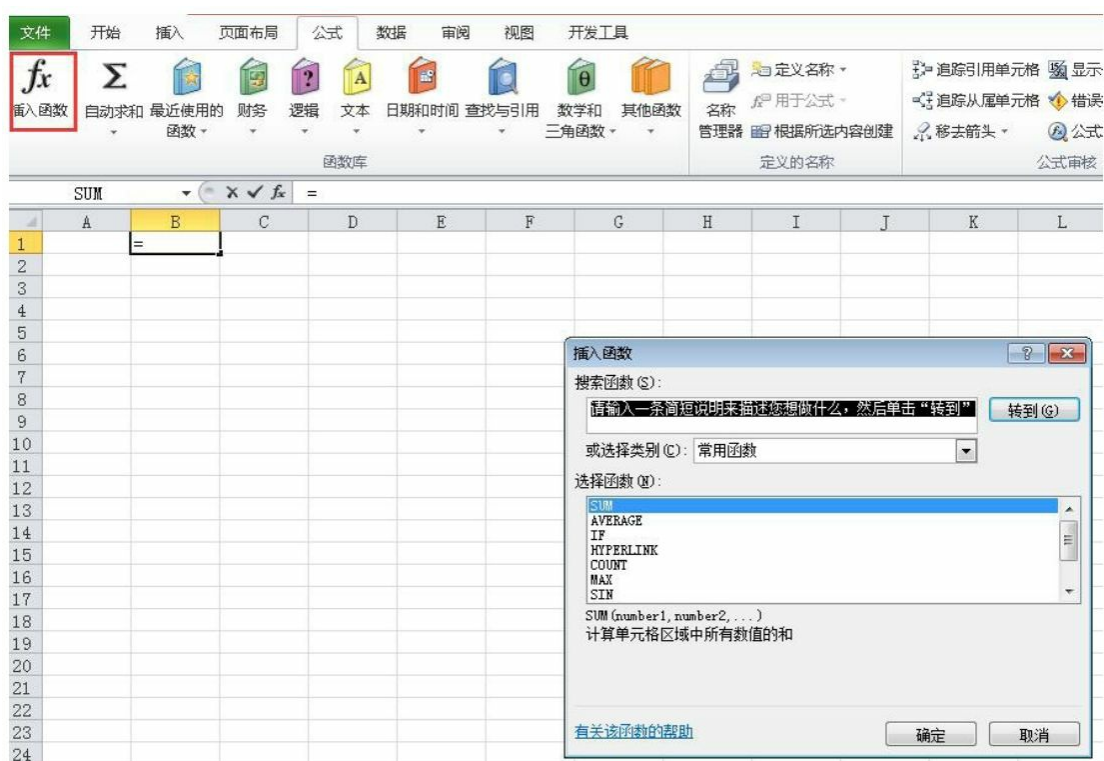 文件 开始 插入 页面布局 公式 数据 审阅 视图 开发工具
fx Σ ? A θ
插入函数 自动求和 最近使用的 财务 逻辑 文本 日期和时间 查找与引用 数学和 其他函数 名称 定义名称 追踪引用单元格 显示
函数 三角函数 管理器 用于公式 追踪从属单元格 错误
根据所选内容创建 移去箭头 公式
函数库 定义的名称 公式审核
SUM fx =
A B C D E F G H I J K L
1 =
2
3
4
5
6
7
8
9
10
11
12
13
14
15
16
17
18
19
20
21
22
23
24
插入函数 ?
搜索函数(S):
请输入一条简短说明来描述您想做什么，然后单击“转到” 转到(G)
或选择类别(C): 常用函数
选择函数(N):
SUM
AVERAGE
IF
HYPERLINK
COUNT
MAX
SIN
SUM(number1,number2,...)
计算单元格区域中所有数值的和
有关该函数的帮助 确定 取消